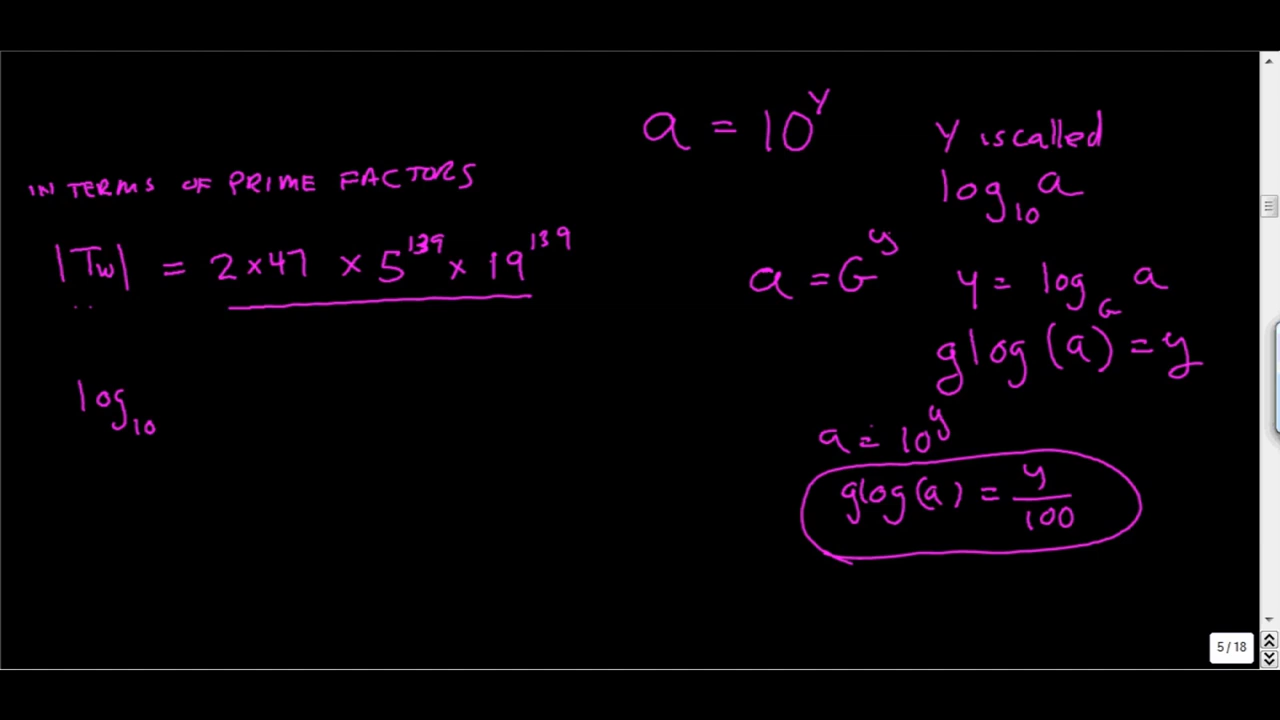 a = 10^Y
Y is called
log_10 a
IN TERMS OF PRIME FACTORS
|Tw| = 2 × 47 × 5^139 × 19^139
a = G^y
y = log_G a
glog(a) = y
log_10
a = 10^y
glog(a) = y/100
5 / 18